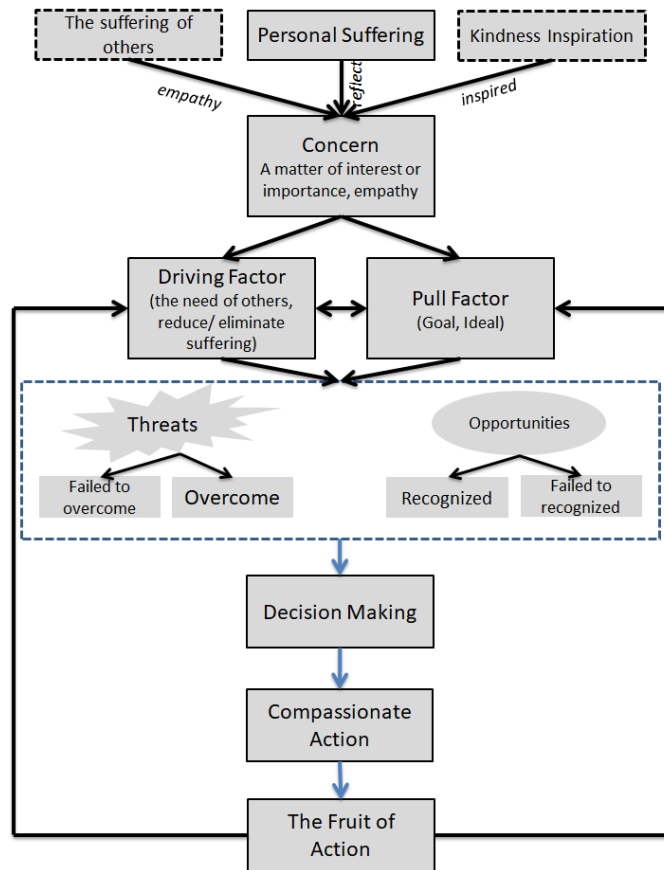 The suffering of
others
Personal Suffering
Kindness Inspiration
empathy
reflect
inspired
Concern
A matter of interest or
importance, empathy
Driving Factor
(the need of others,
reduce/ eliminate
suffering)
Pull Factor
(Goal, Ideal)
Threats
Opportunities
Failed to
overcome
Overcome
Recognized
Failed to
recognized
Decision Making
Compassionate
Action
The Fruit of
Action